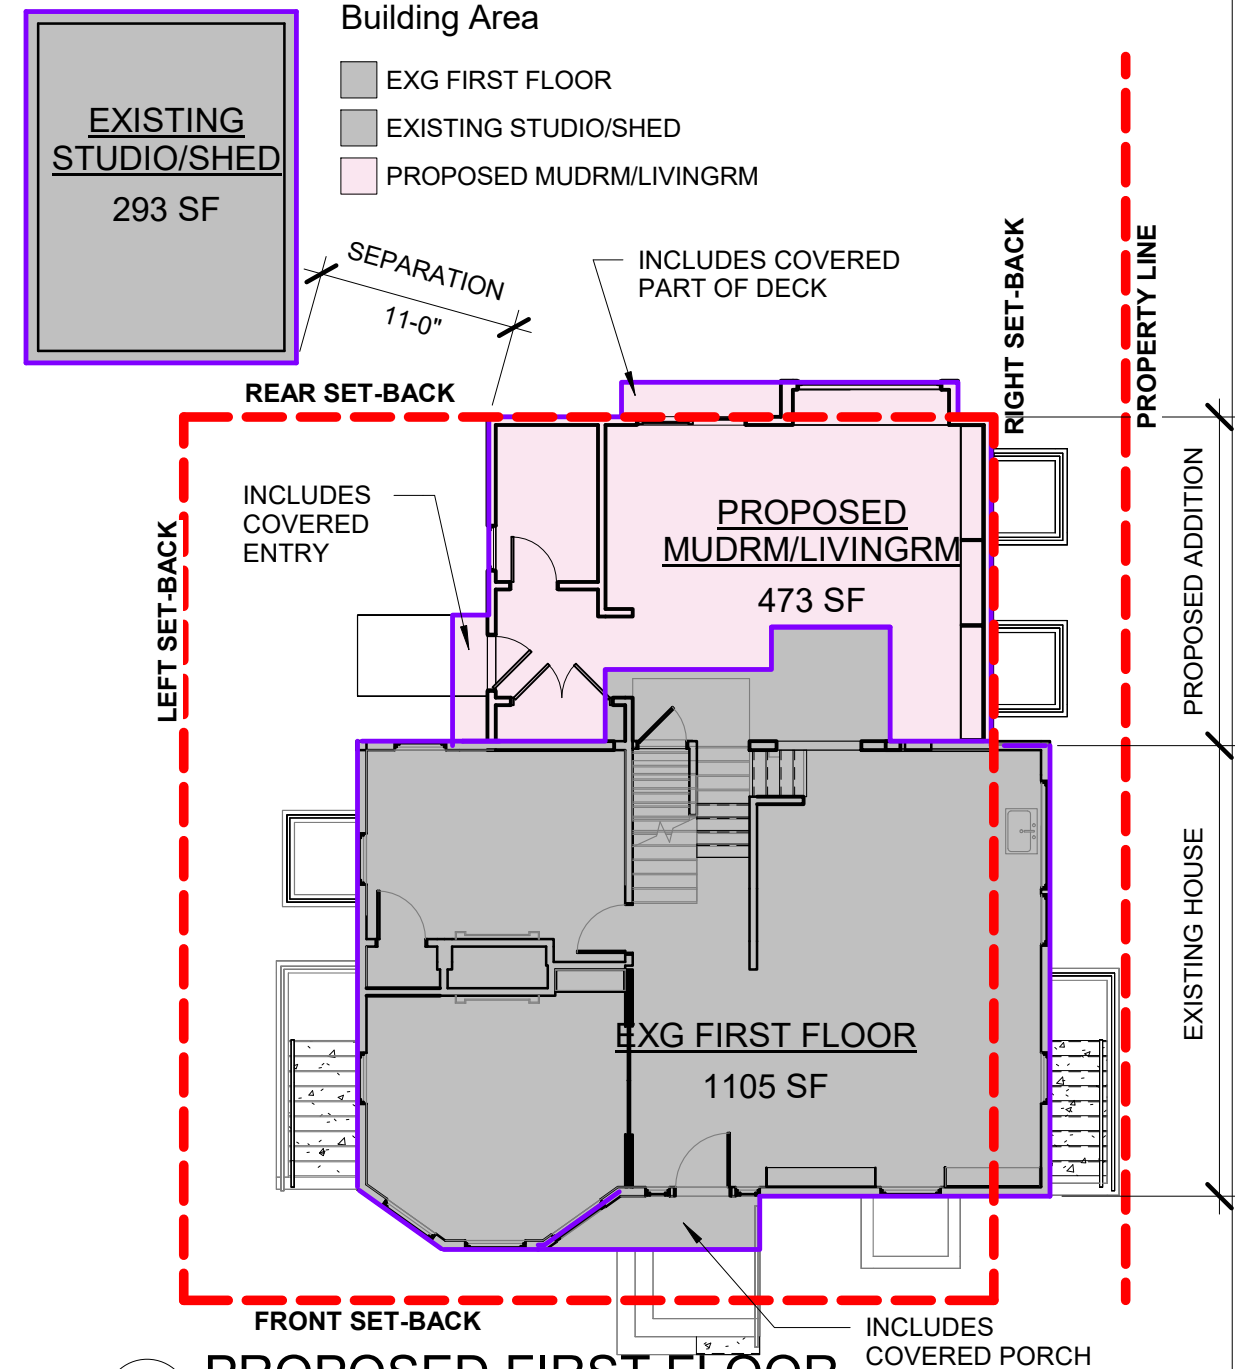 Building Area
EXG FIRST FLOOR
EXISTING STUDIO/SHED
PROPOSED MUDRM/LIVINGRM
EXISTING
STUDIO/SHED
293 SF
SEPARATION
11-0"
INCLUDES COVERED
PART OF DECK
RIGHT SET-BACK
PROPERTY LINE
REAR SET-BACK
INCLUDES
COVERED
ENTRY
LEFT SET-BACK
PROPOSED
MUDRM/LIVINGRM
473 SF
PROPOSED ADDITION
EXISTING HOUSE
EXG FIRST FLOOR
1105 SF
FRONT SET-BACK
INCLUDES
COVERED PORCH
PROPOSED FIRST FLOOR